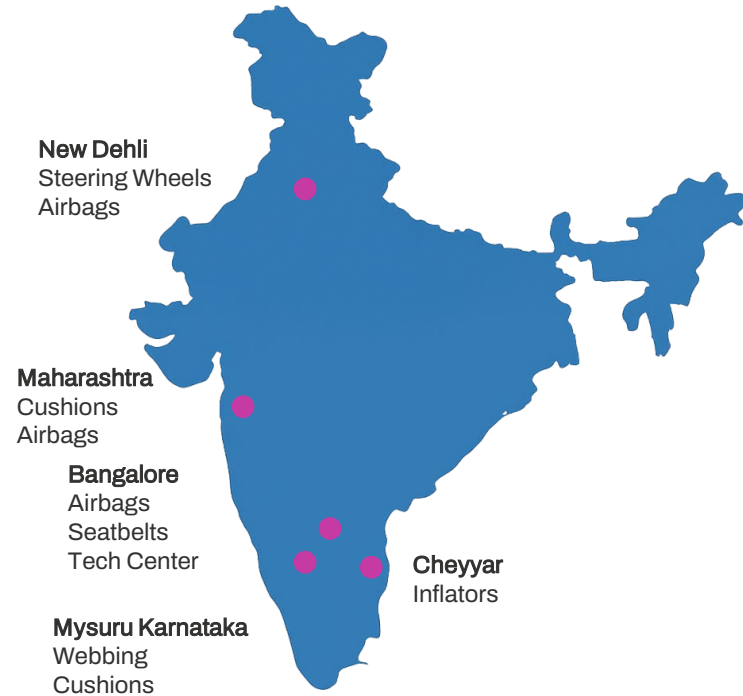 New Dehli
Steering Wheels
Airbags
Maharashtra
Cushions
Airbags
Bangalore
Airbags
Seatbelts
Tech Center
Cheyyar
Inflators
Mysuru Karnataka
Webbing
Cushions